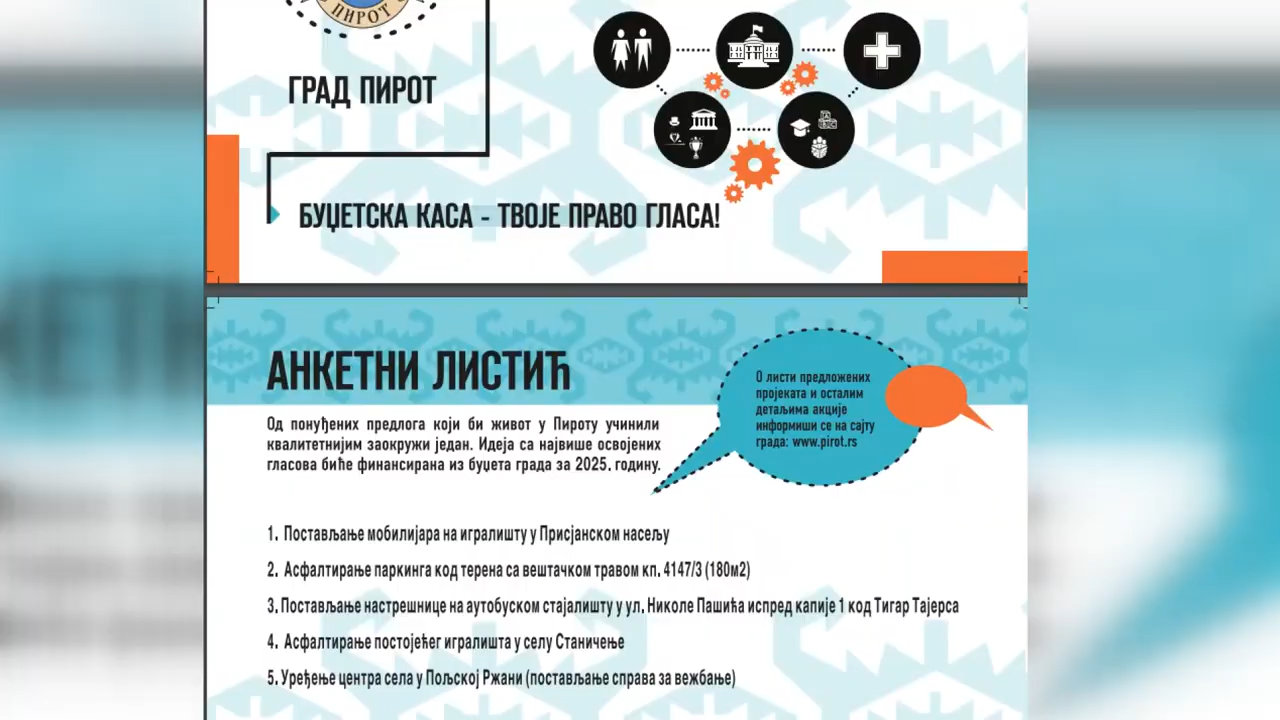 ПИРОТ
ГРАД ПИРОТ
БУЏЕТСКА КАСА - ТВОЈЕ ПРАВО ГЛАСА!
АНКЕТНИ ЛИСТИЋ
Од понуђених предлога који би живот у Пироту учинили
квалитетнијим заокружи један. Идеја са највише освојених
гласова биће финансирана из буџета града за 2025. годину.
О листи предложених
пројеката и осталим
детаљима акције
информиши се на сајту
града: www.pirot.rs
1. Постављање мобилијара на игралишту у Присјанском насељу
2. Асфалтирање паркинга код терена са вештачком травом кп. 4147/3 (180м2)
3. Постављање настрешнице на аутобуском стајалишту у ул. Николе Пашића испред капије 1 код Тигар Тајерса
4. Асфалтирање постојећег игралишта у селу Станичење
5. Уређење центра села у Пољској Ржани (постављање справа за вежбање)